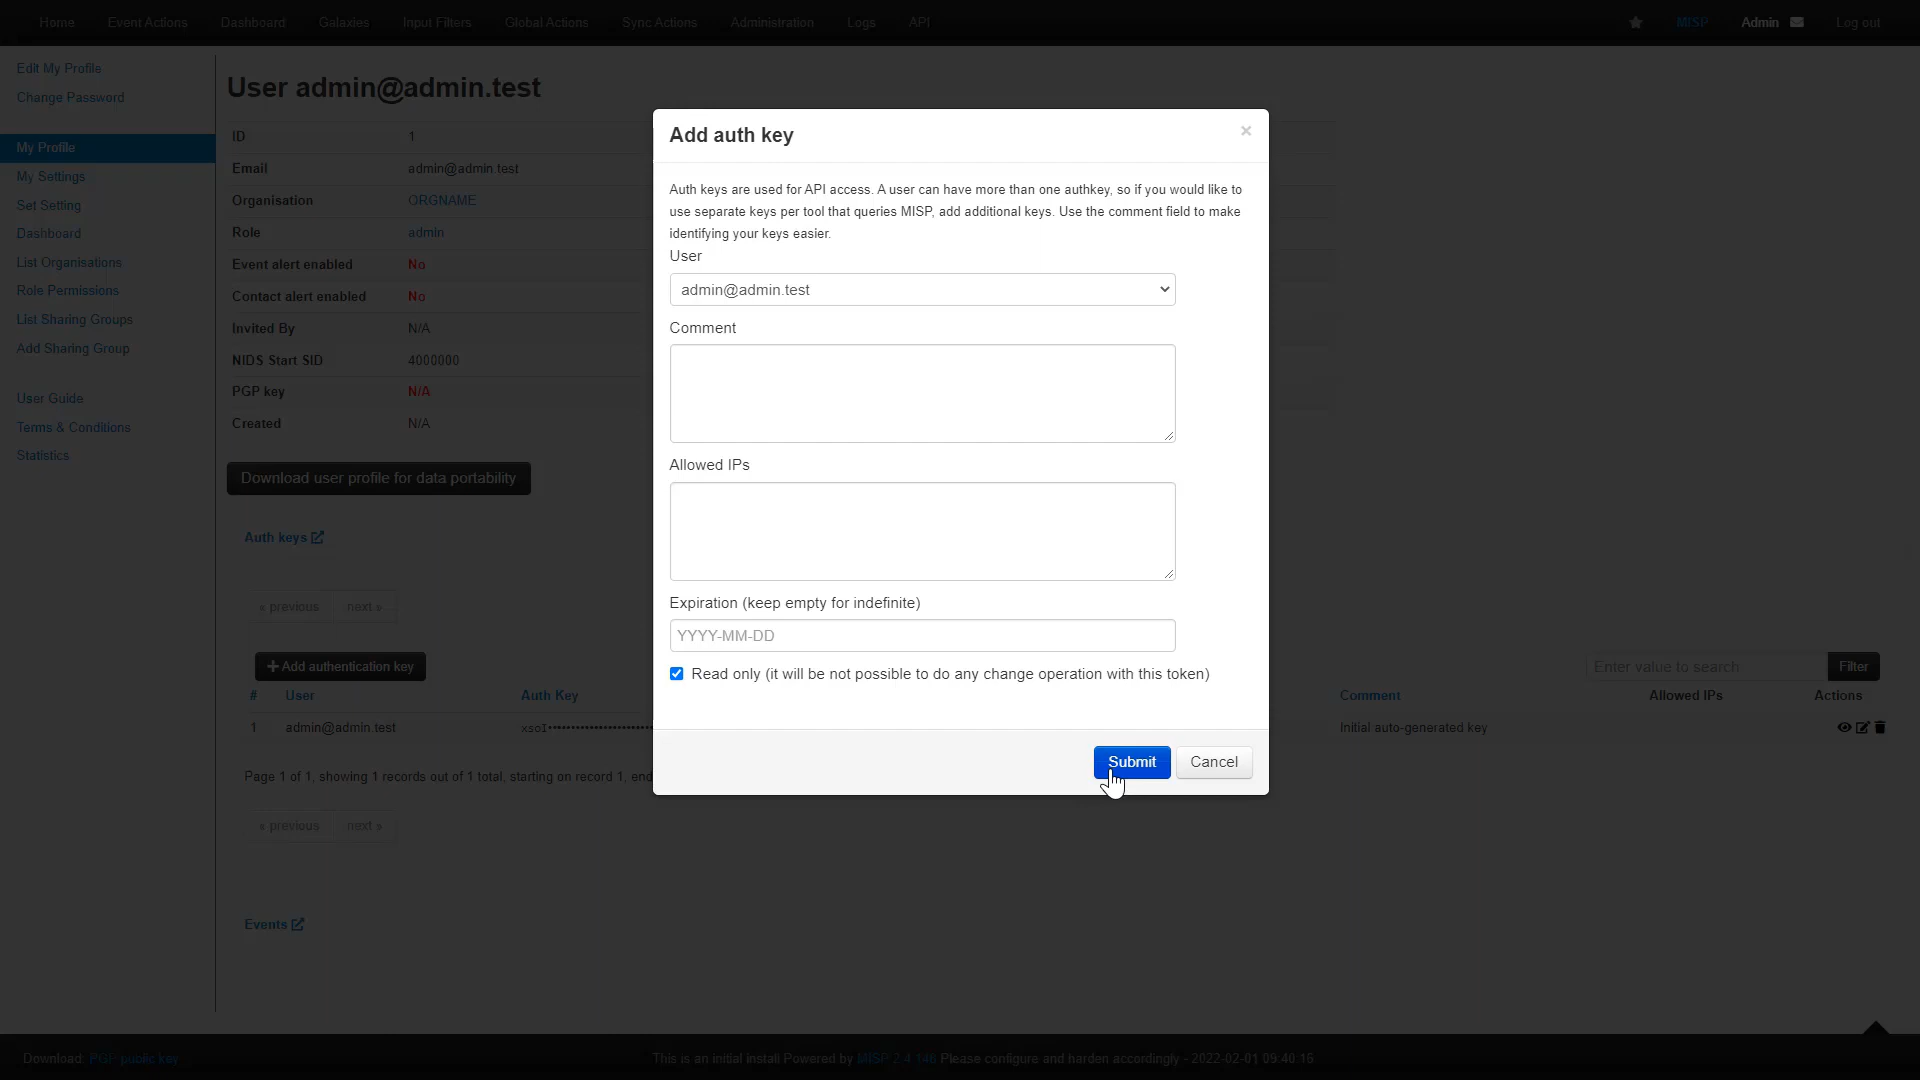 Home Event Actions Dashboard Galaxies Input Filters Global Actions Sync Actions Administration Logs API MISP Admin Log out
Edit My Profile
Change Password
My Profile
My Settings
Set Setting
Dashboard
List Organisations
Role Permissions
List Sharing Groups
Add Sharing Group
User Guide
Terms & Conditions
Statistics
User admin@admin.test
ID 1
Email admin@admin.test
Organisation ORGNAME
Role admin
Event alert enabled No
Contact alert enabled No
Invited By N/A
NIDS Start SID 4000000
PGP key N/A
Created N/A
Download user profile for data portability
Auth keys
« previous next »
+ Add authentication key
Enter value to search Filter
# User Auth Key Comment Allowed IPs Actions
1 admin@admin.test xsoI•••••••••••••••••••••• Initial auto-generated key
Page 1 of 1, showing 1 records out of 1 total, starting on record 1, end
« previous next »
Events
Add auth key
×
Auth keys are used for API access. A user can have more than one authkey, so if you would like to
use separate keys per tool that queries MISP, add additional keys. Use the comment field to make
identifying your keys easier.
User
admin@admin.test
Comment
Allowed IPs
Expiration (keep empty for indefinite)
YYYY-MM-DD
Read only (it will be not possible to do any change operation with this token)
Submit Cancel
Download: PGP public key This is an initial install Powered by MISP 2.4.146 Please configure and harden accordingly - 2022-02-01 09:40:15